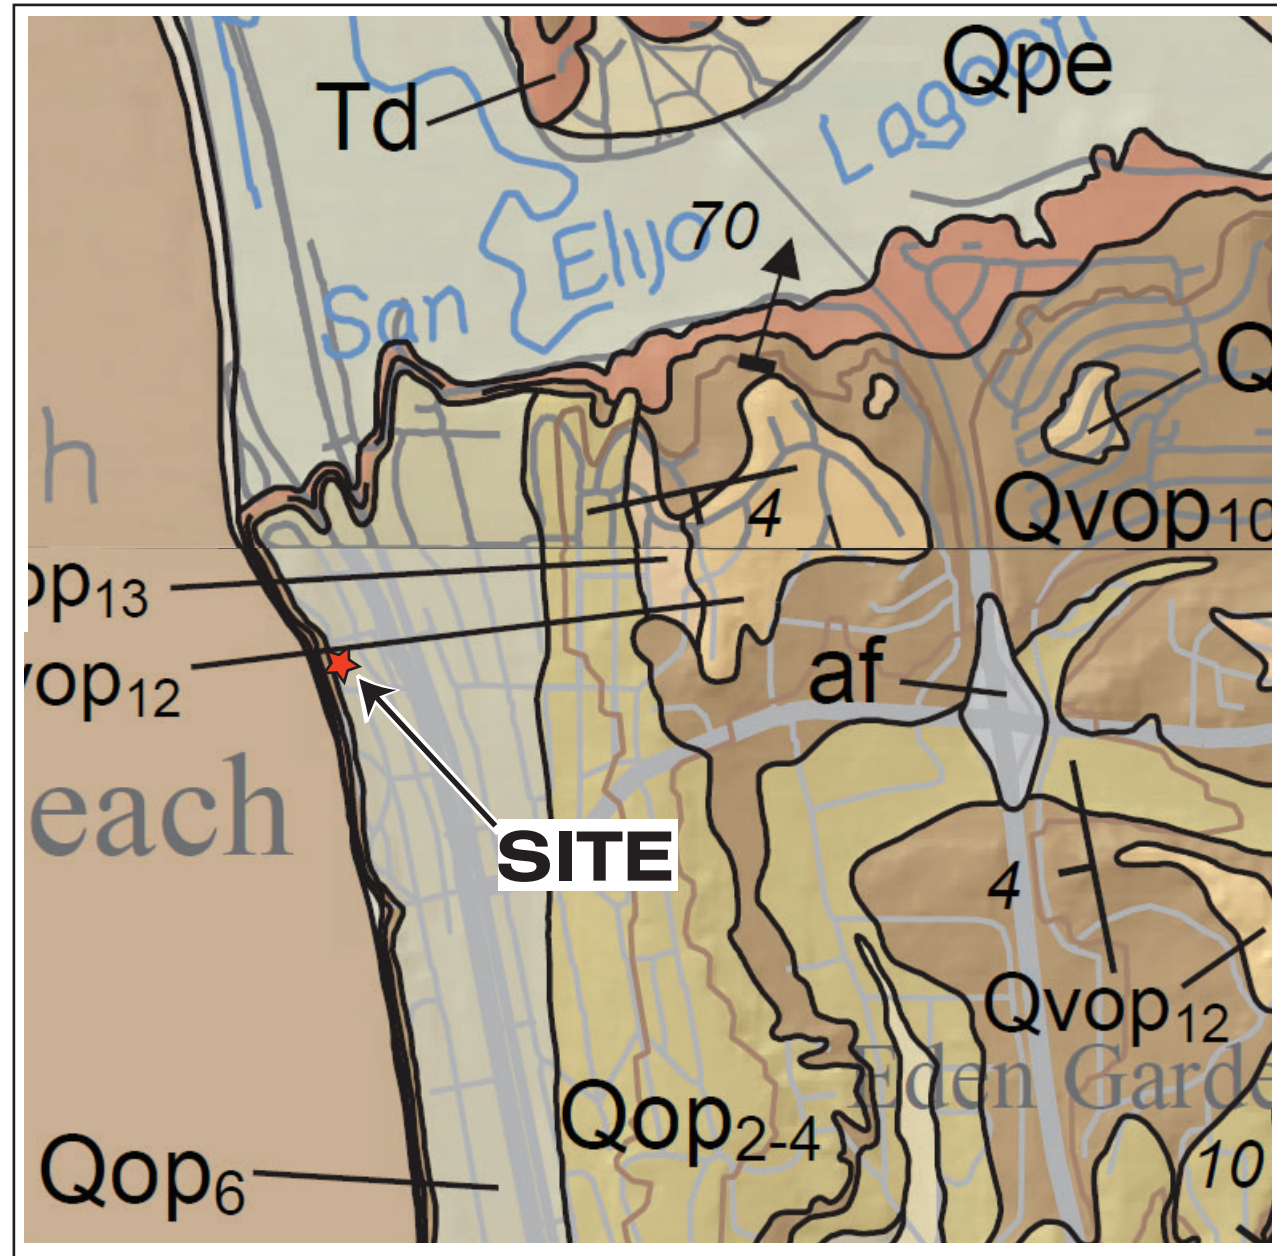 Qpe
Td
Lagoon
70
San Elijo
h
Q
4
Qvop10
op13
af
vop12
each
SITE
4
Qvop12
Eden Garde
Qop2-4
Qop6
10